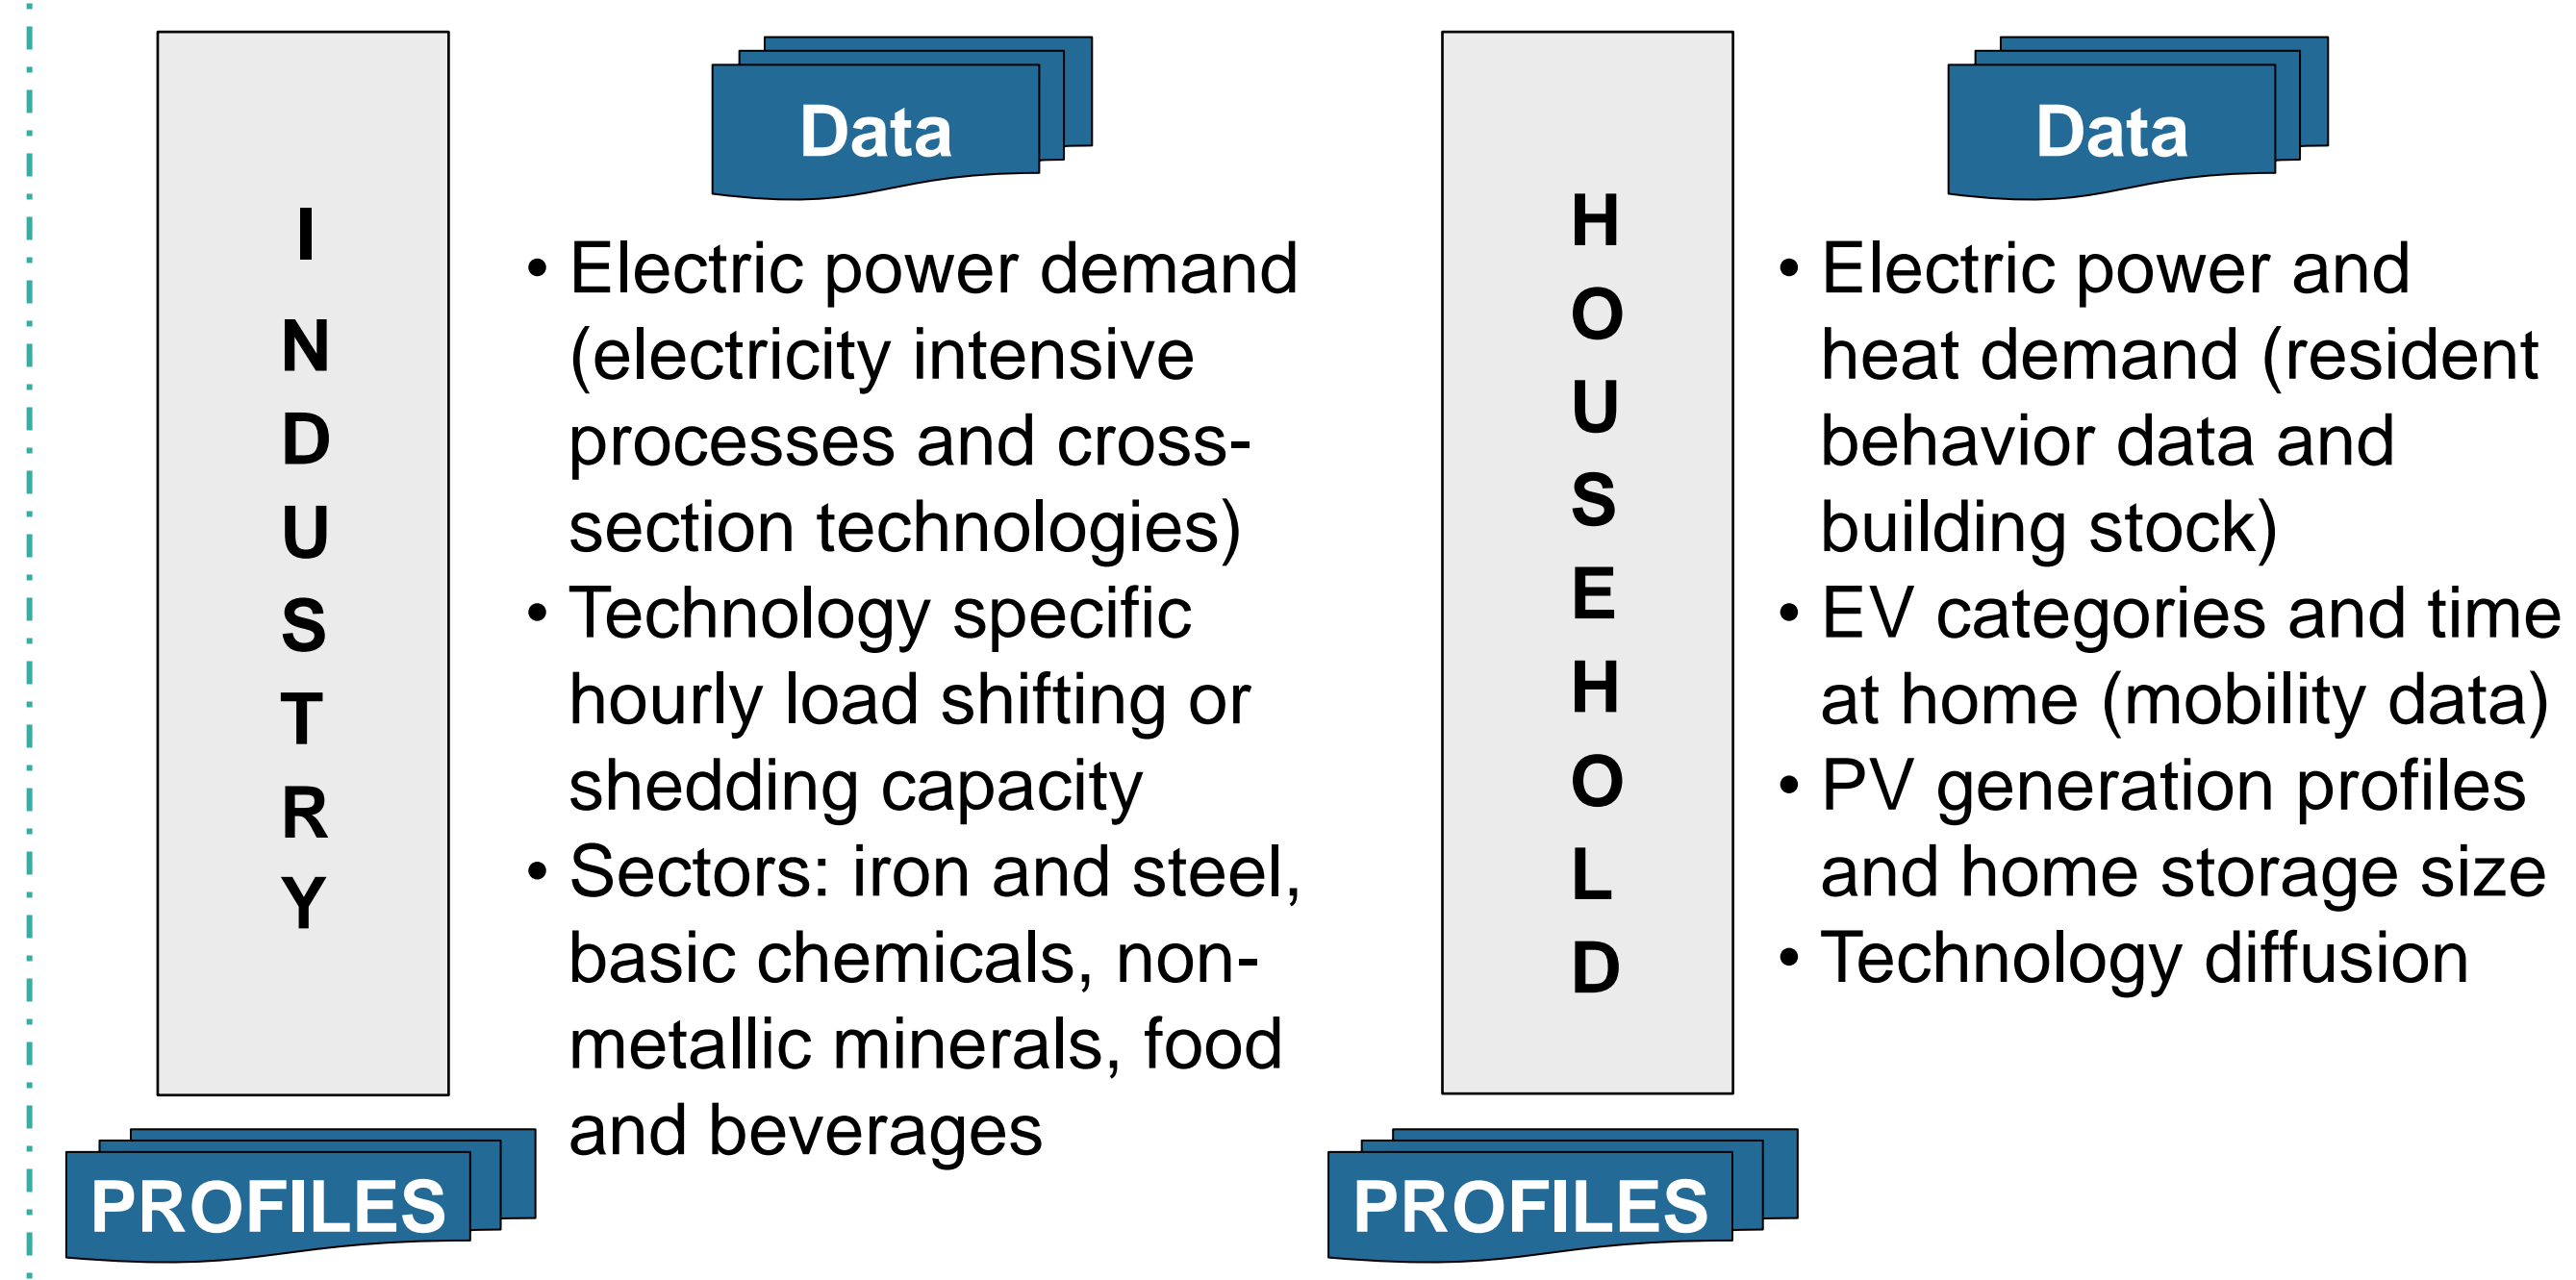 INDUSTRY
Data
• Electric power demand
(electricity intensive
processes and cross-
section technologies)
• Technology specific
hourly load shifting or
shedding capacity
• Sectors: iron and steel,
basic chemicals, non-
metallic minerals, food
and beverages
PROFILES
HOUSEHOLD
Data
• Electric power and
heat demand (resident
behavior data and
building stock)
• EV categories and time
at home (mobility data)
• PV generation profiles
and home storage size
• Technology diffusion
PROFILES